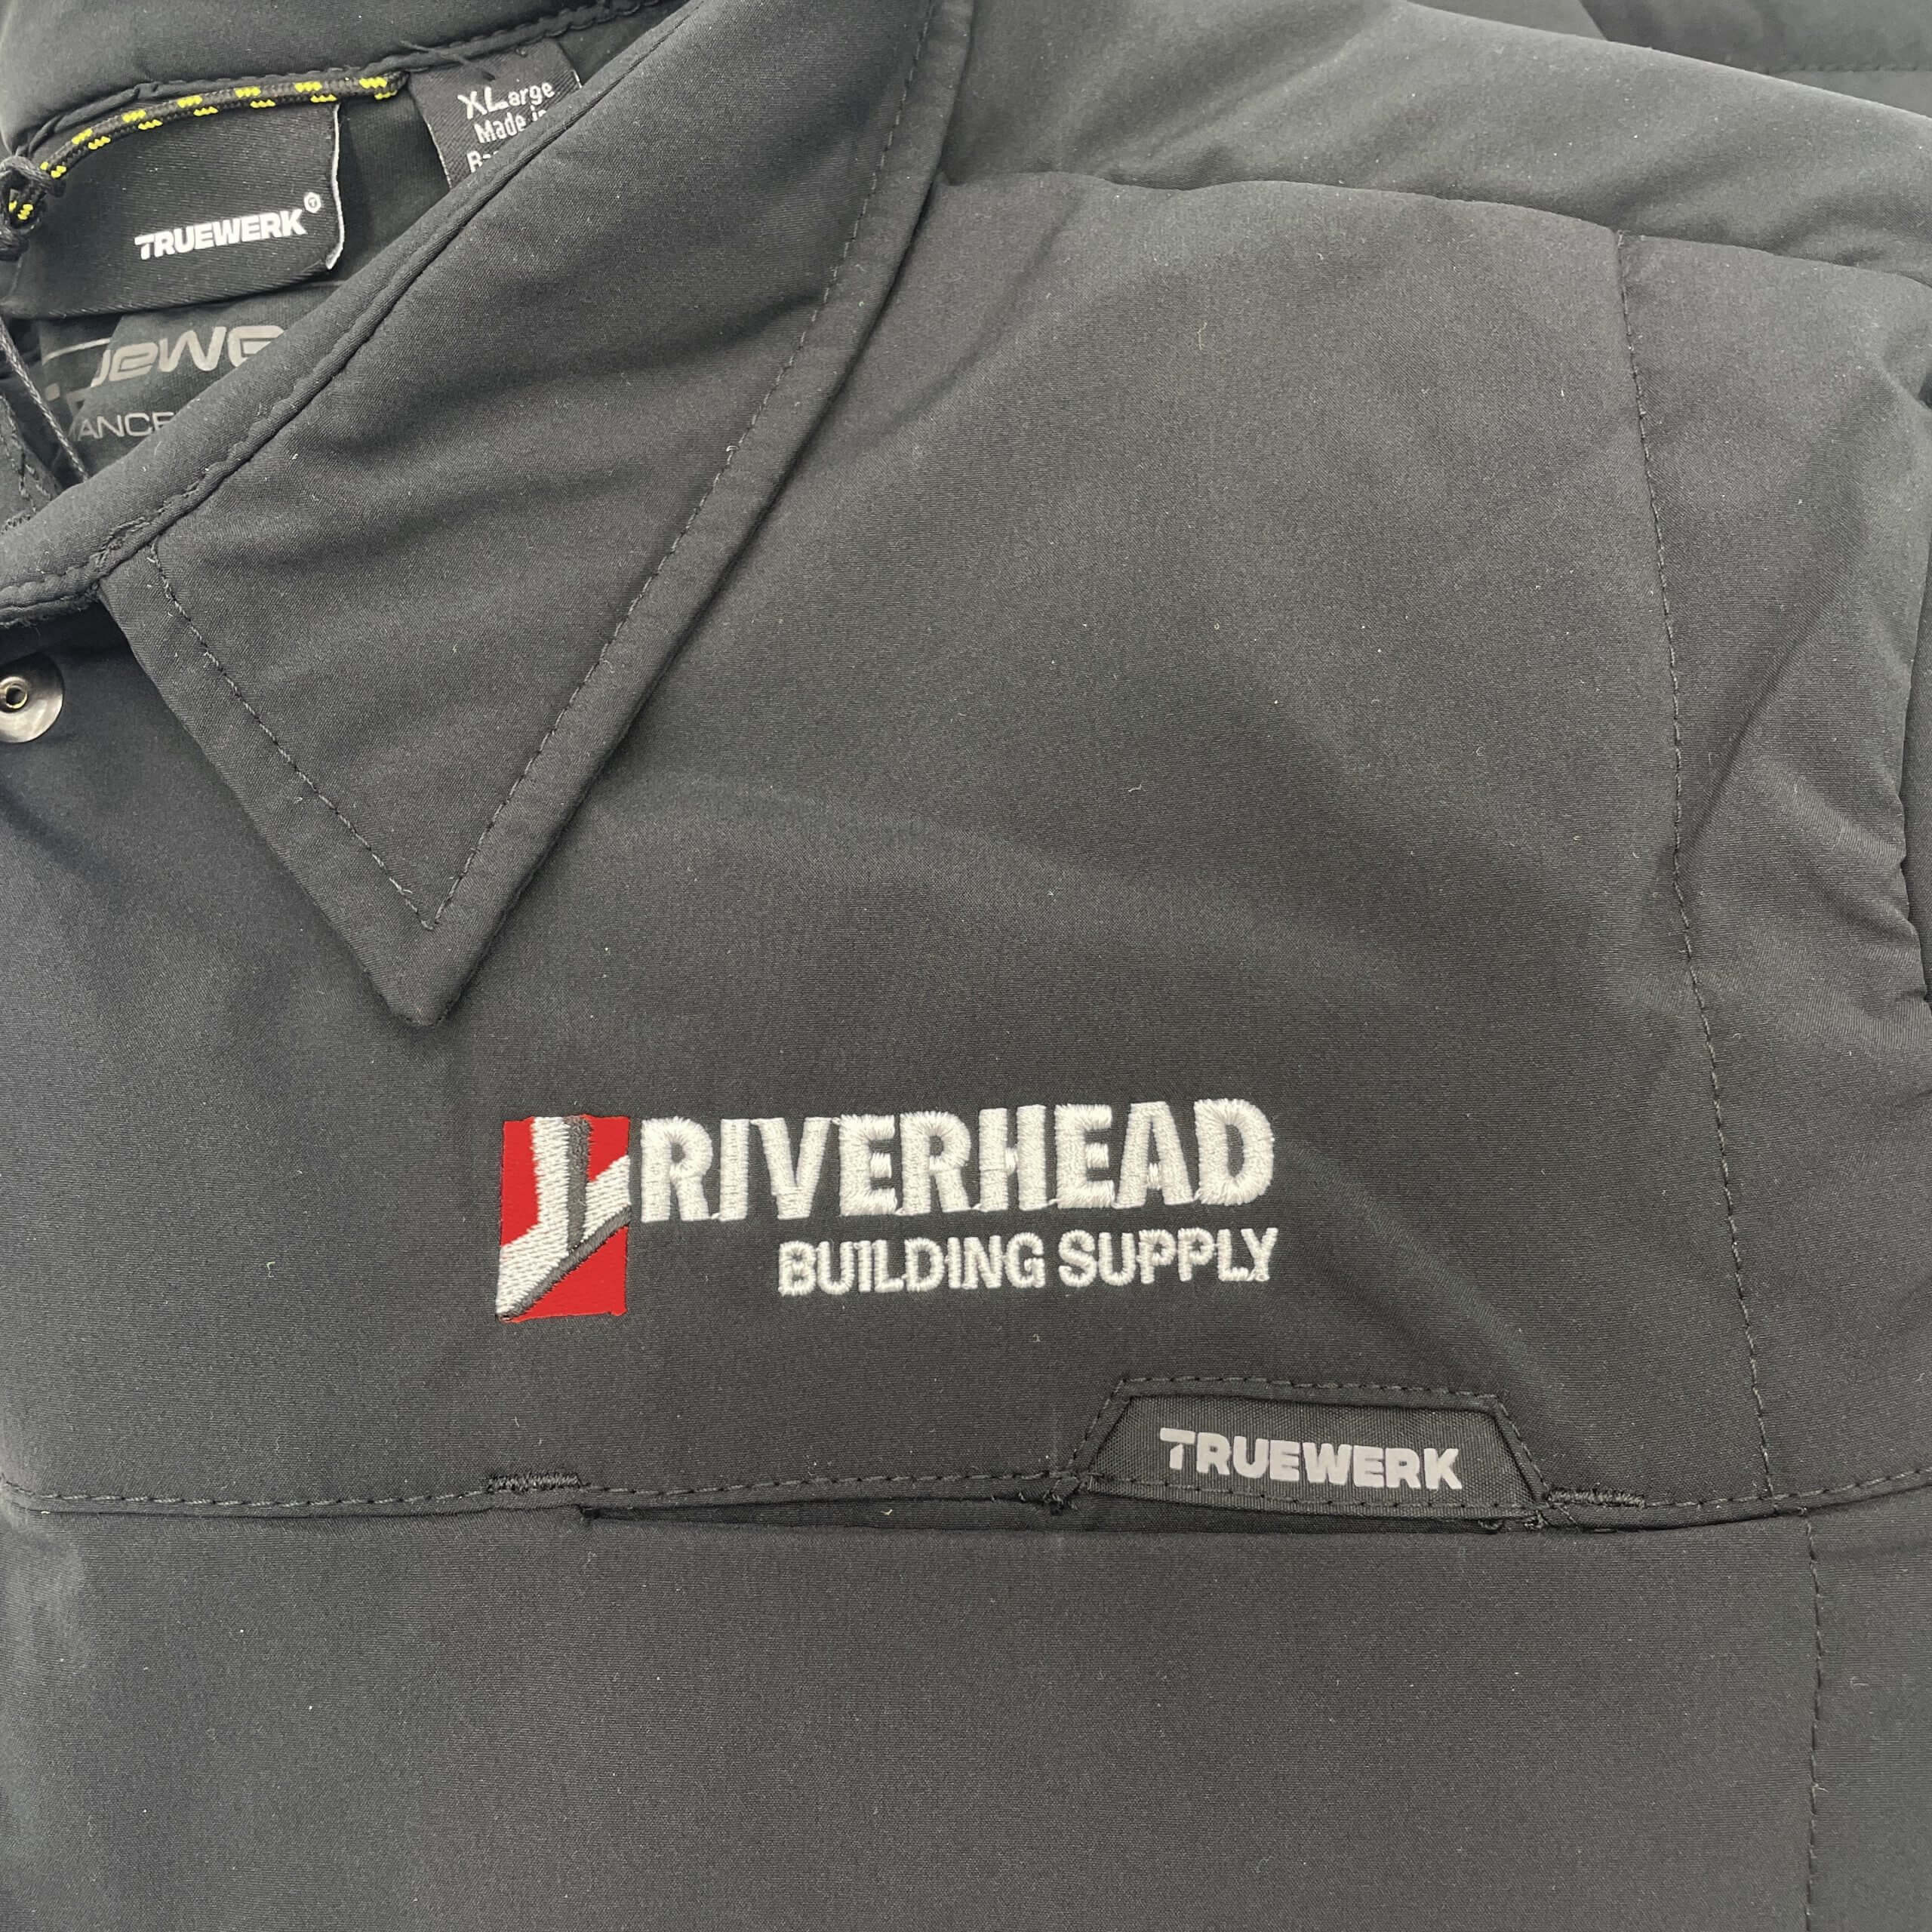 XLarge
Made in
TRUEWERK
RIVERHEAD
BUILDING SUPPLY
TRUEWERK